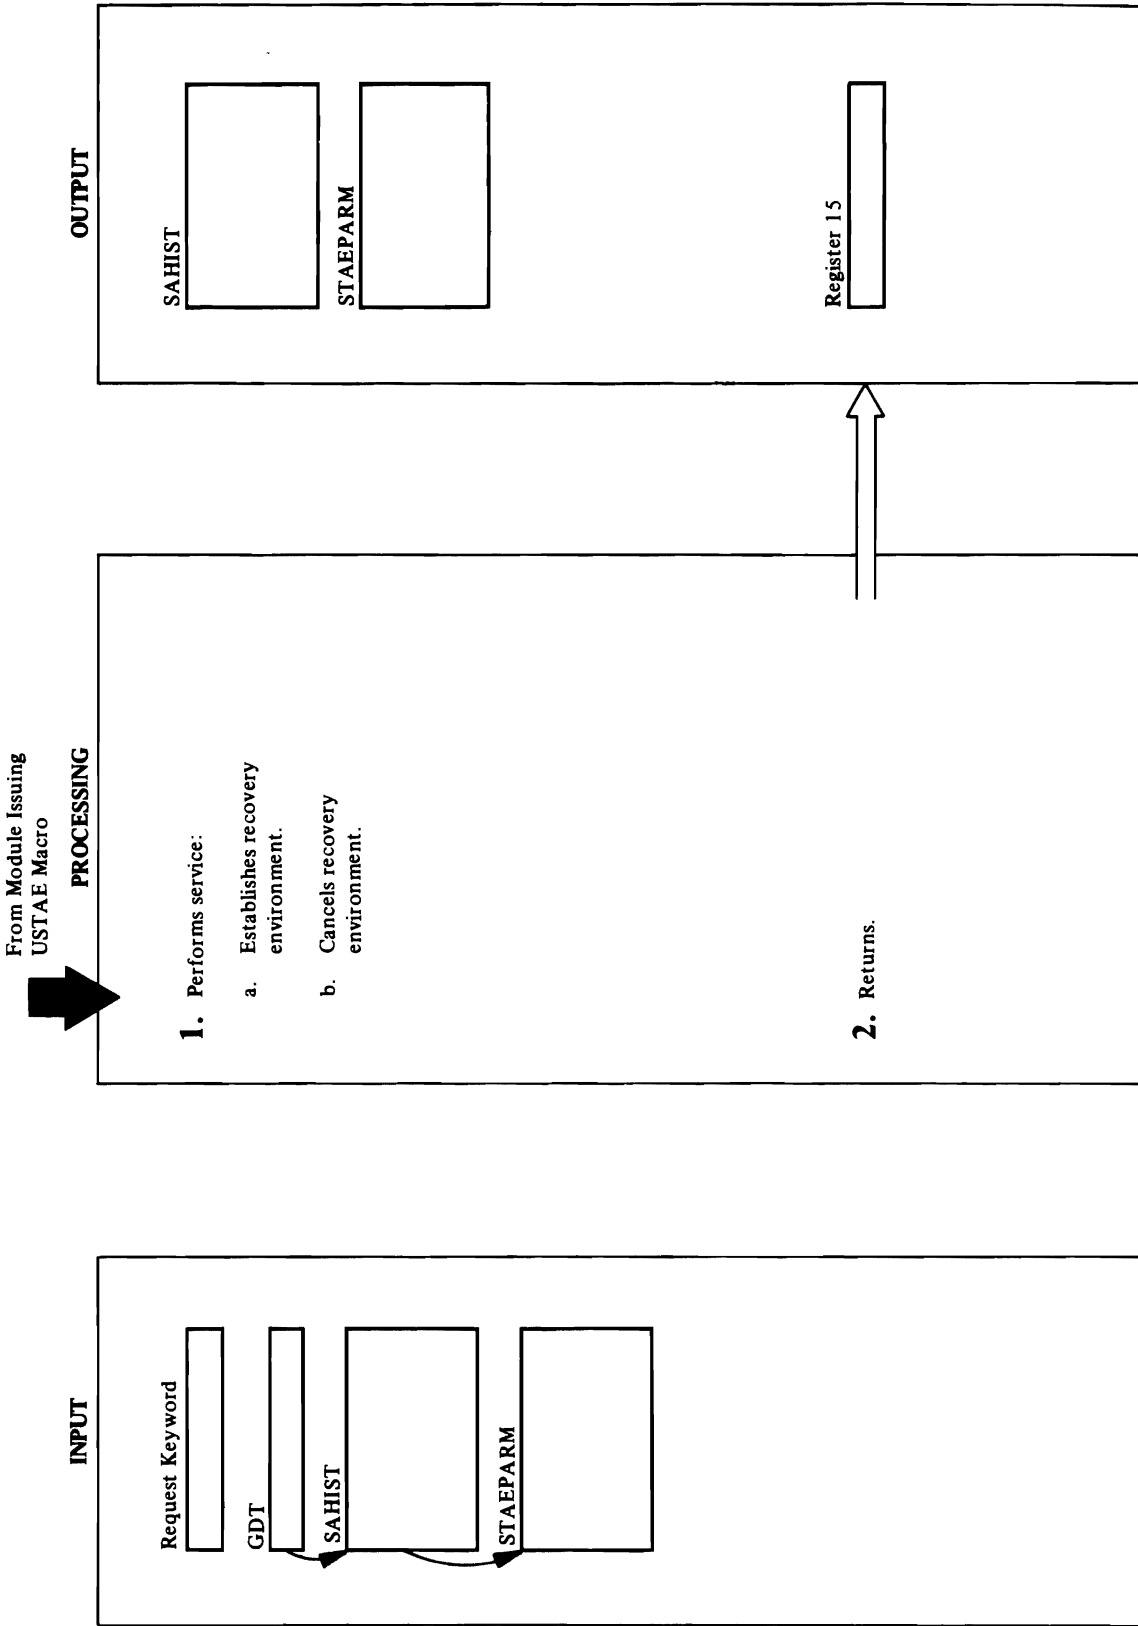 From Module Issuing
USTAE Macro
INPUT
Request Keyword
GDT
SAHIST
STAEPARM
PROCESSING
1. Performs service:
a. Establishes recovery
environment.
b. Cancels recovery
environment.
2. Returns.
OUTPUT
SAHIST
STAEPARM
Register 15